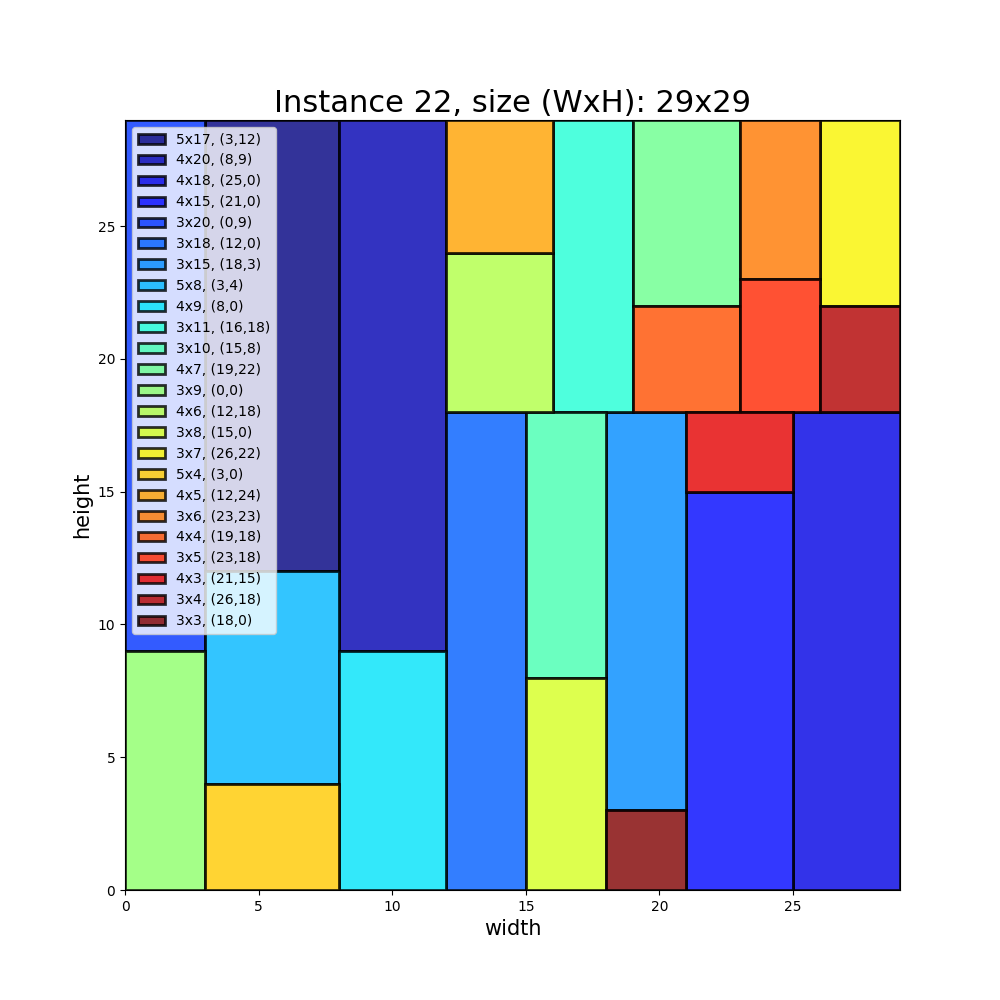 Instance 22, size (WxH): 29x29
5x17, (3,12)
4x20, (8,9)
4x18, (25,0)
4x15, (21,0)
3x20, (0,9)
3x18, (12,0)
3x15, (18,3)
5x8, (3,4)
4x9, (8,0)
3x11, (16,18)
3x10, (15,8)
4x7, (19,22)
3x9, (0,0)
4x6, (12,18)
3x8, (15,0)
3x7, (26,22)
5x4, (3,0)
4x5, (12,24)
3x6, (23,23)
4x4, (19,18)
3x5, (23,18)
4x3, (21,15)
3x4, (26,18)
3x3, (18,0)
25
20
15
10
5
0
height
0 5 10 15 20 25
width